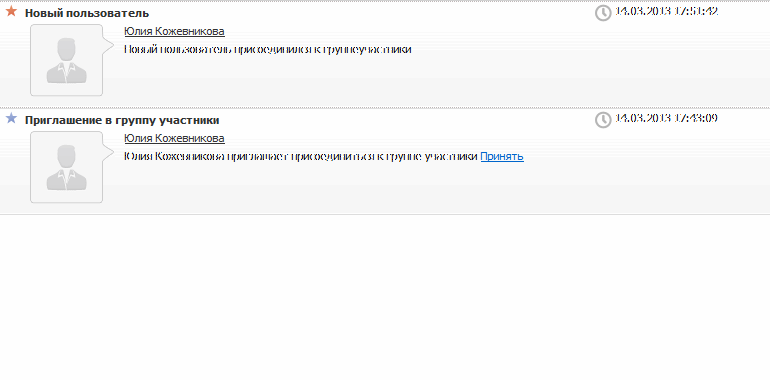 Новый пользователь
14.03.2013 17:51:42
Юлия Кожевникова
Новый пользователь присоединился к группеучастники
Приглашение в группу участники
14.03.2013 17:43:09
Юлия Кожевникова
Юлия Кожевникова приглашает присоединиться к группе участники Принять